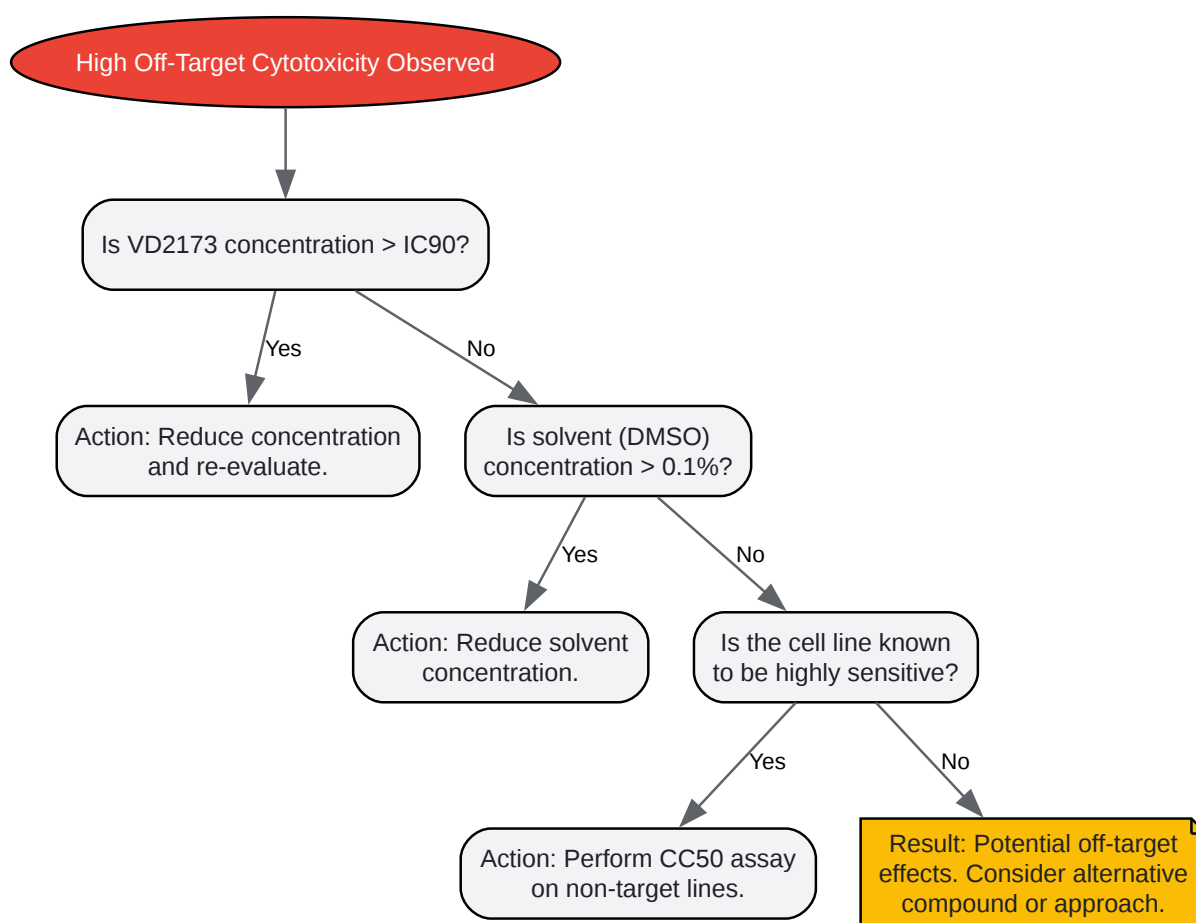 High Off-Target Cytotoxicity Observed
Is VD2173 concentration > IC90?
Yes
No
Action: Reduce concentration
and re-evaluate.
Is solvent (DMSO)
concentration > 0.1%?
Yes
No
Action: Reduce solvent
concentration.
Is the cell line known
to be highly sensitive?
Yes
No
Action: Perform CC50 assay
on non-target lines.
Result: Potential off-target
effects. Consider alternative
compound or approach.